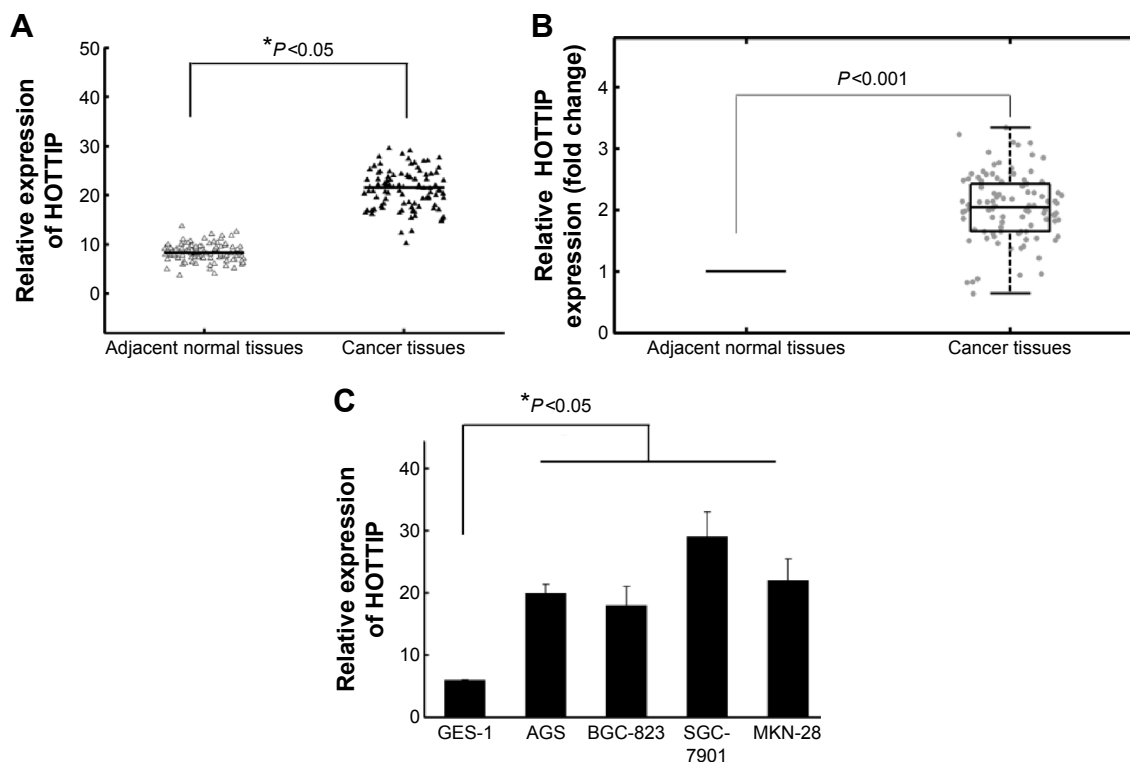 A
*P<0.05
Relative expression
of HOTTIP
50
40
30
20
10
0
Adjacent normal tissues
Cancer tissues
B
P<0.001
Relative HOTTIP
expression (fold change)
4
3
2
1
0
Adjacent normal tissues
Cancer tissues
C
*P<0.05
Relative expression
of HOTTIP
40
30
20
10
0
GES-1
AGS
BGC-823
SGC-
7901
MKN-28